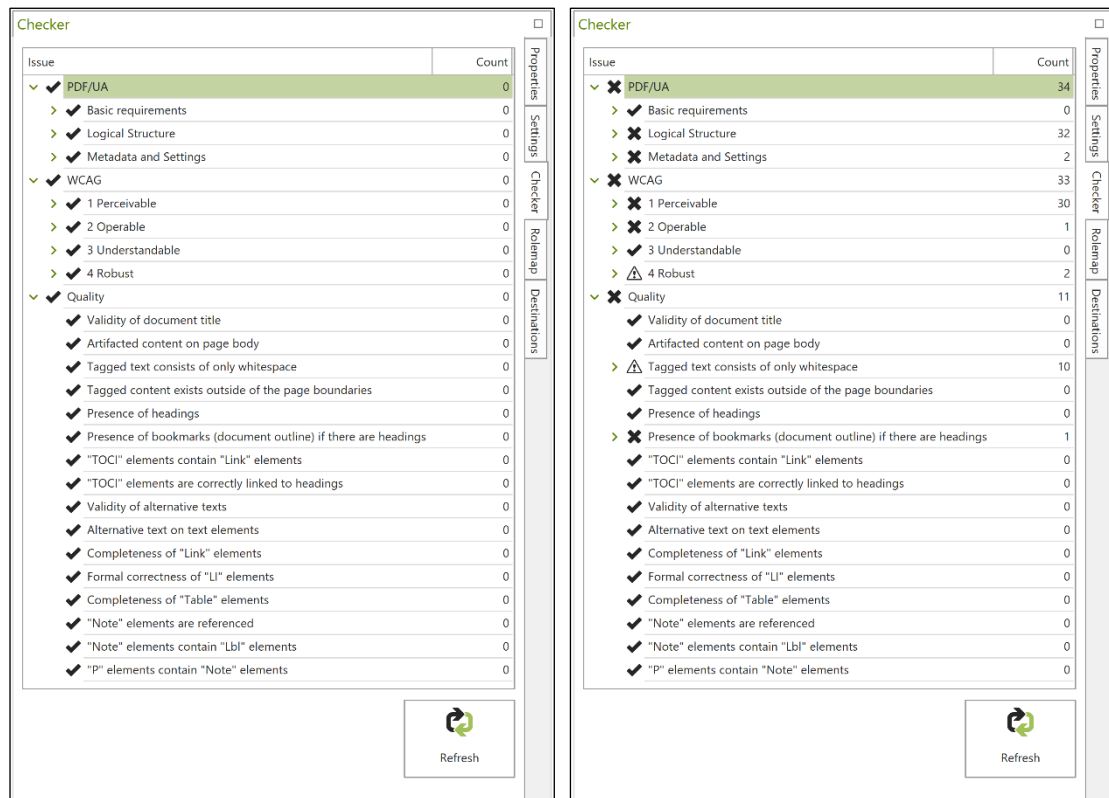 Checker
Issue Count
PDF/UA 0
Basic requirements 0
Logical Structure 0
Metadata and Settings 0
WCAG 0
1 Perceivable 0
2 Operable 0
3 Understandable 0
4 Robust 0
Quality 0
Validity of document title 0
Artifacted content on page body 0
Tagged text consists of only whitespace 0
Tagged content exists outside of the page boundaries 0
Presence of headings 0
Presence of bookmarks (document outline) if there are headings 0
"TOCI" elements contain "Link" elements 0
"TOCI" elements are correctly linked to headings 0
Validity of alternative texts 0
Alternative text on text elements 0
Completeness of "Link" elements 0
Formal correctness of "LI" elements 0
Completeness of "Table" elements 0
"Note" elements are referenced 0
"Note" elements contain "Lbl" elements 0
"P" elements contain "Note" elements 0
Refresh
Properties
Settings
Checker
Rolemap
Destinations
Checker
Issue Count
PDF/UA 34
Basic requirements 0
Logical Structure 32
Metadata and Settings 2
WCAG 33
1 Perceivable 30
2 Operable 1
3 Understandable 0
4 Robust 2
Quality 11
Validity of document title 0
Artifacted content on page body 0
Tagged text consists of only whitespace 10
Tagged content exists outside of the page boundaries 0
Presence of headings 0
Presence of bookmarks (document outline) if there are headings 1
"TOCI" elements contain "Link" elements 0
"TOCI" elements are correctly linked to headings 0
Validity of alternative texts 0
Alternative text on text elements 0
Completeness of "Link" elements 0
Formal correctness of "LI" elements 0
Completeness of "Table" elements 0
"Note" elements are referenced 0
"Note" elements contain "Lbl" elements 0
"P" elements contain "Note" elements 0
Refresh
Properties
Settings
Checker
Rolemap
Destinations